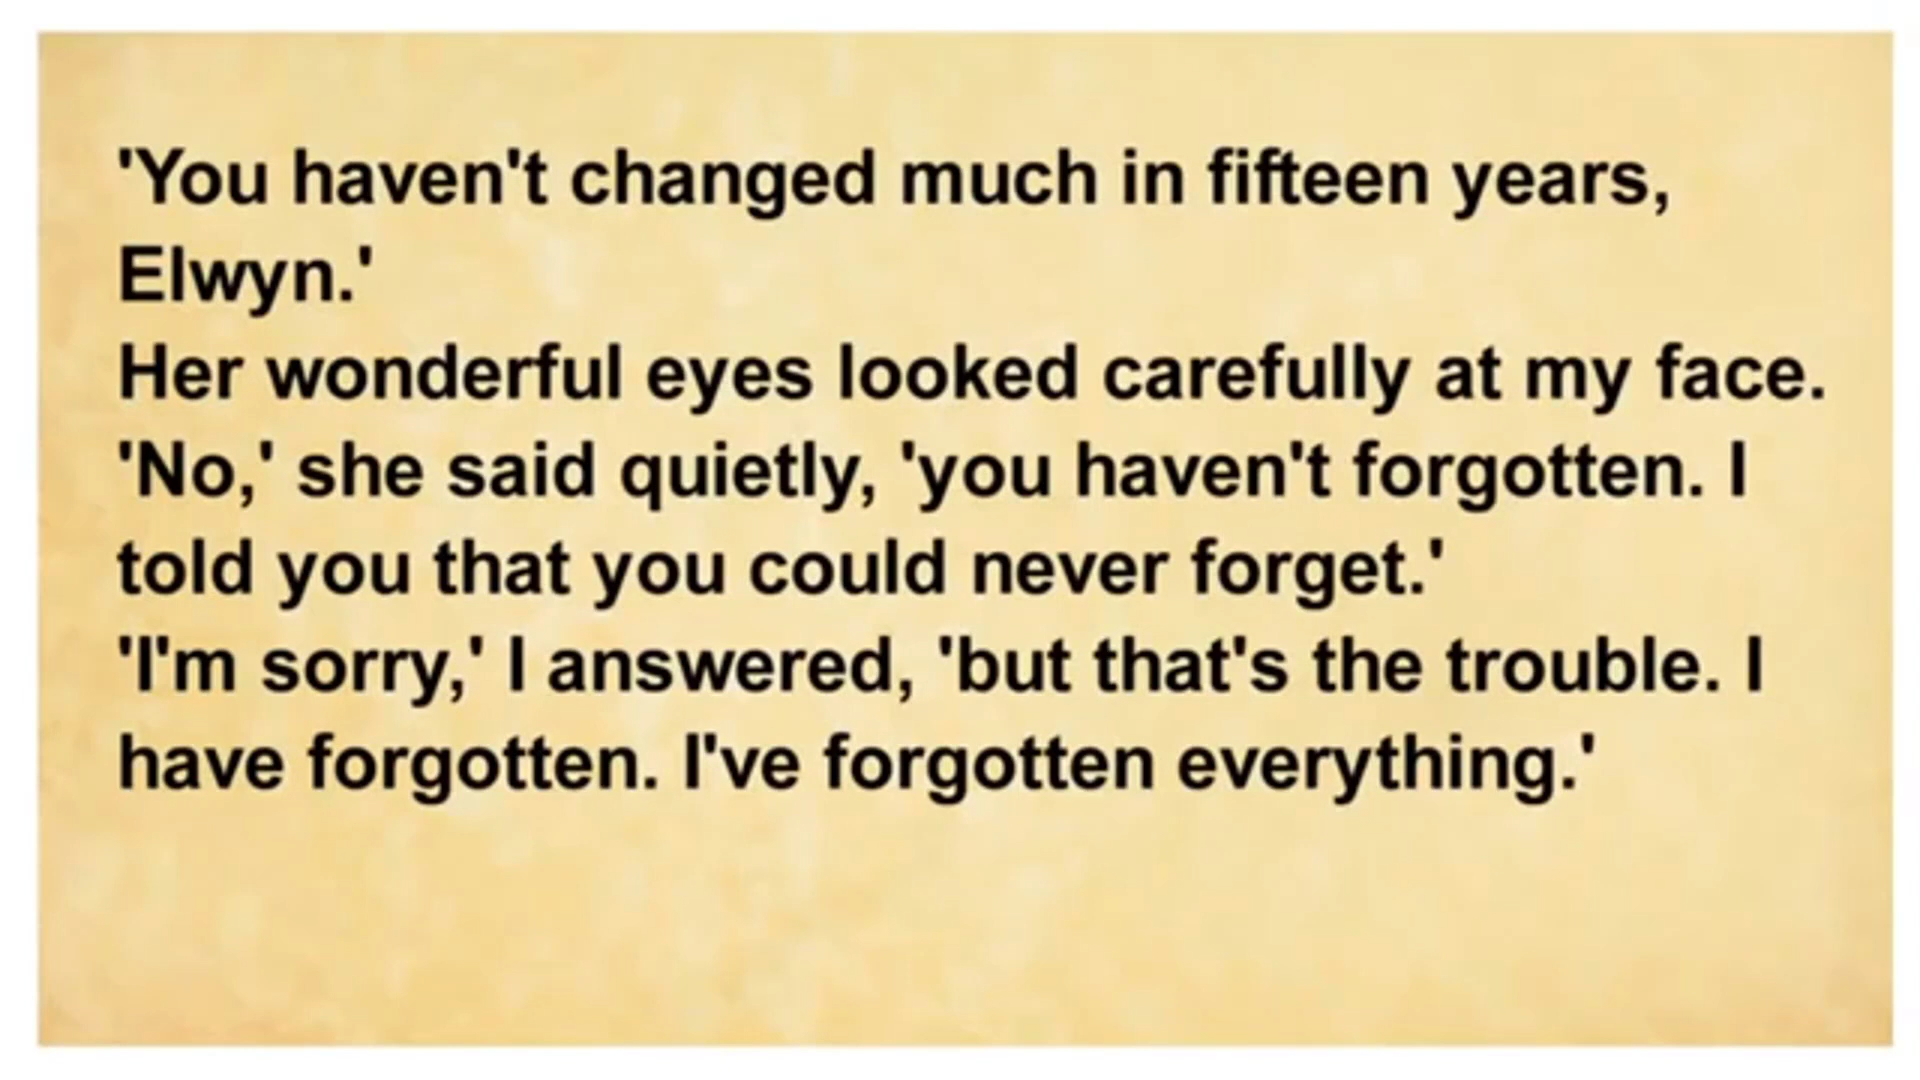 'You haven't changed much in fifteen years,
Elwyn.'
Her wonderful eyes looked carefully at my face.
'No,' she said quietly, 'you haven't forgotten. I
told you that you could never forget.'
'I'm sorry,' I answered, 'but that's the trouble. I
have forgotten. I've forgotten everything.'